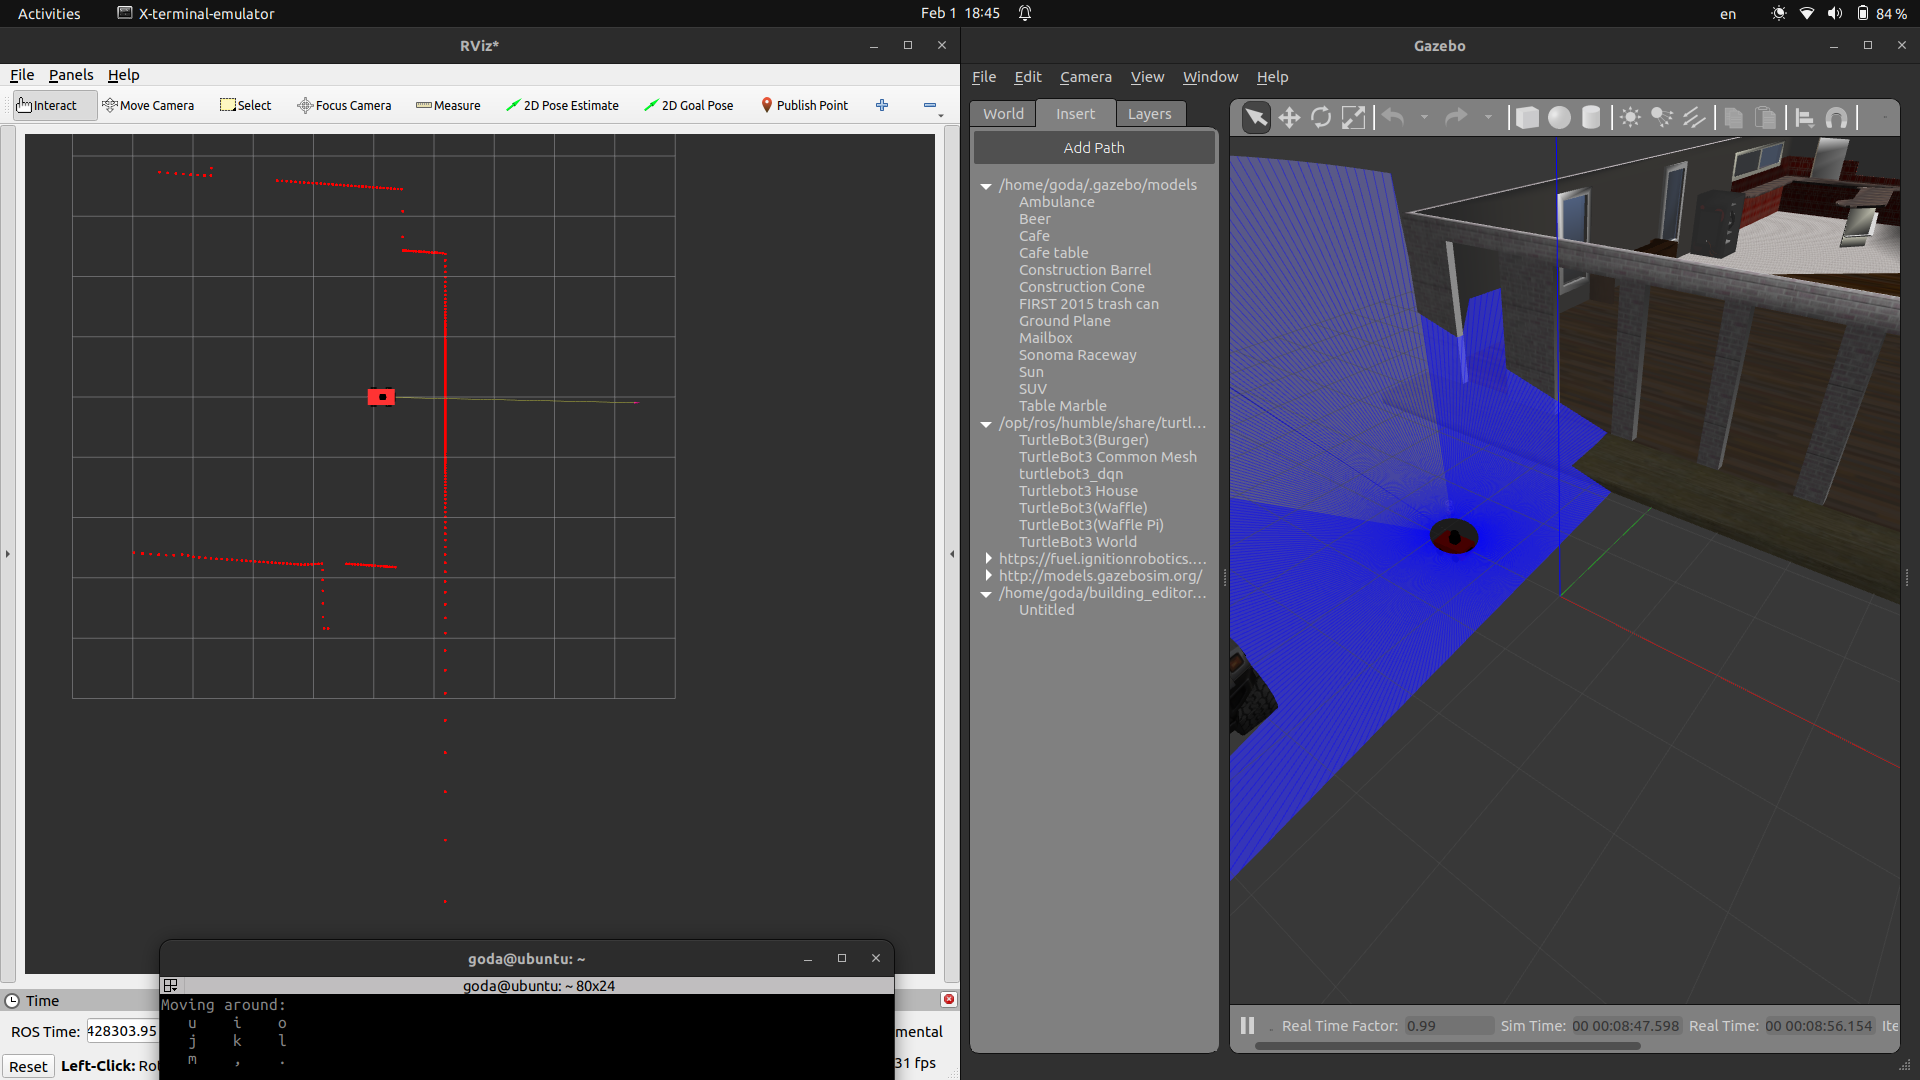 Activities
X-terminal-emulator
Feb 1 18:45
en
84 %
RViz*
File Panels Help
Interact Move Camera Select Focus Camera Measure 2D Pose Estimate 2D Goal Pose Publish Point
Time
ROS Time: 428303.95
mental
Reset Left-Click: Rot
31 fps
goda@ubuntu: ~
goda@ubuntu: ~ 80x24
Moving around:
u i o
j k l
m , .
Gazebo
File Edit Camera View Window Help
World Insert Layers
Add Path
/home/goda/.gazebo/models
Ambulance
Beer
Cafe
Cafe table
Construction Barrel
Construction Cone
FIRST 2015 trash can
Ground Plane
Mailbox
Sonoma Raceway
Sun
SUV
Table Marble
/opt/ros/humble/share/turtl...
TurtleBot3(Burger)
TurtleBot3 Common Mesh
turtlebot3_dqn
Turtlebot3 House
TurtleBot3(Waffle)
TurtleBot3(Waffle Pi)
TurtleBot3 World
https://fuel.ignitionrobotics....
http://models.gazebosim.org/
/home/goda/building_editor...
Untitled
Real Time Factor: 0.99 Sim Time: 00 00:08:47.598 Real Time: 00 00:08:56.154 Ite